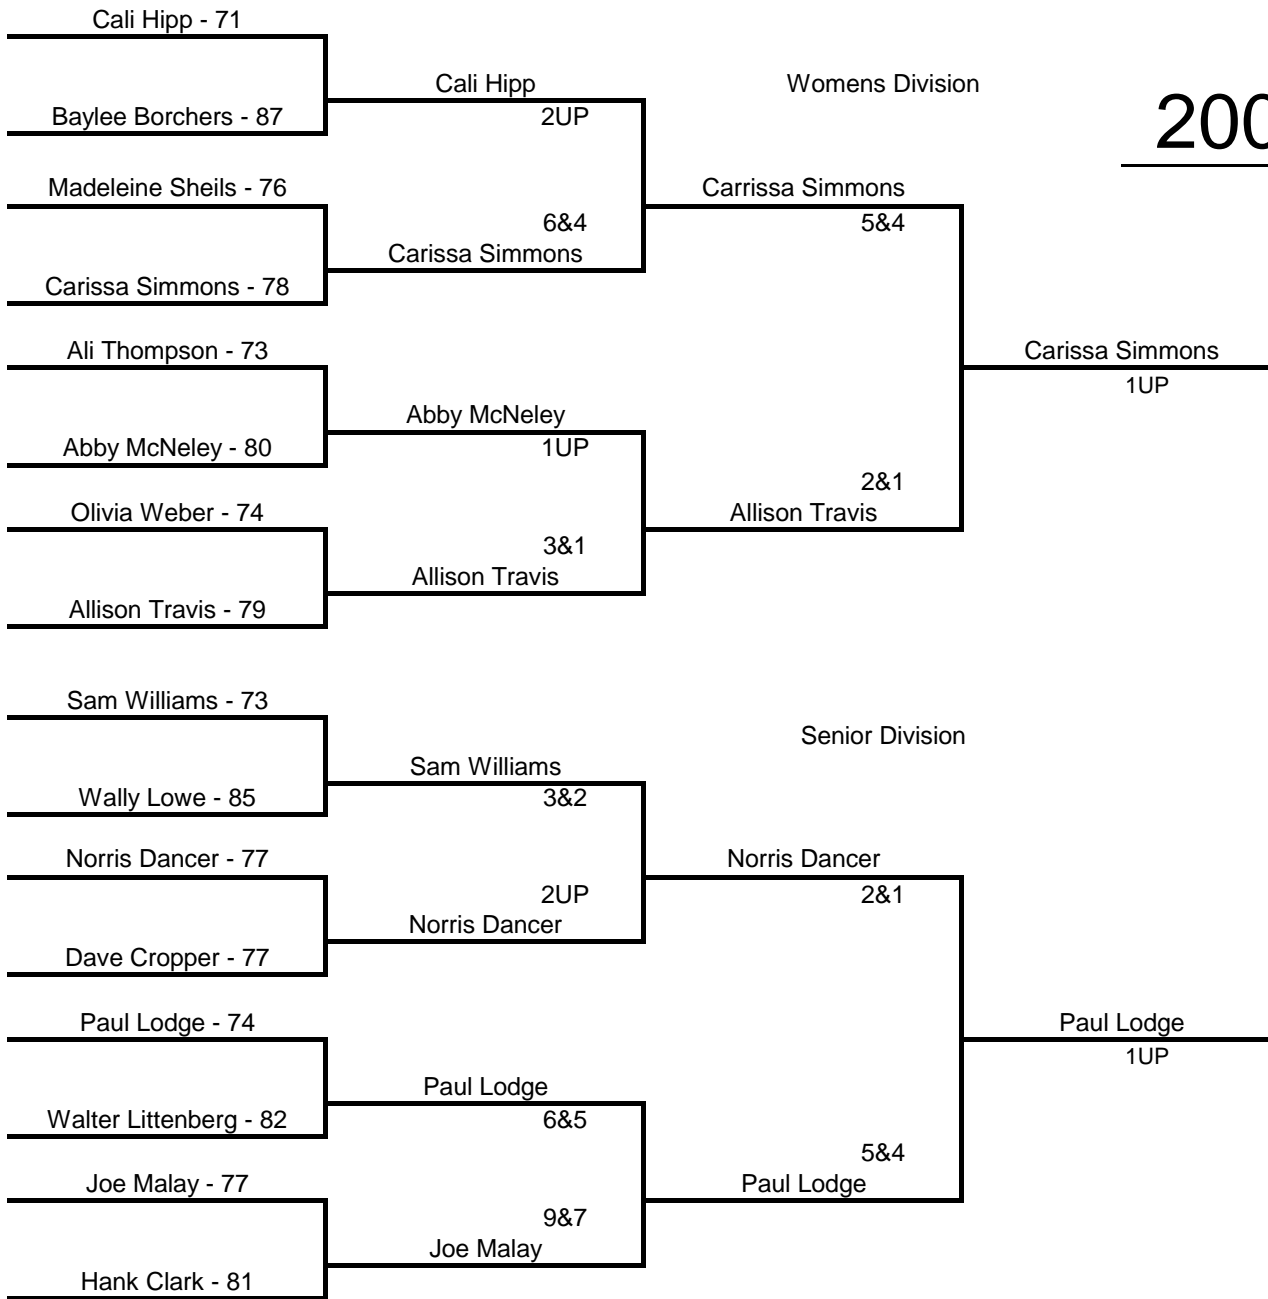 Cali Hipp - 71
Cali Hipp
Womens Division
2UP
Baylee Borchers - 87
200
Madeleine Sheils - 76
Carrissa Simmons
6&4
5&4
Carissa Simmons
Carissa Simmons - 78
Ali Thompson - 73
Carissa Simmons
1UP
Abby McNeley
1UP
Abby McNeley - 80
2&1
Olivia Weber - 74
Allison Travis
3&1
Allison Travis
Allison Travis - 79
Sam Williams - 73
Senior Division
Sam Williams
3&2
Wally Lowe - 85
Norris Dancer - 77
Norris Dancer
2UP
2&1
Norris Dancer
Dave Cropper - 77
Paul Lodge - 74
Paul Lodge
1UP
Paul Lodge
6&5
Walter Littenberg - 82
5&4
Joe Malay - 77
Paul Lodge
9&7
Joe Malay
Hank Clark - 81